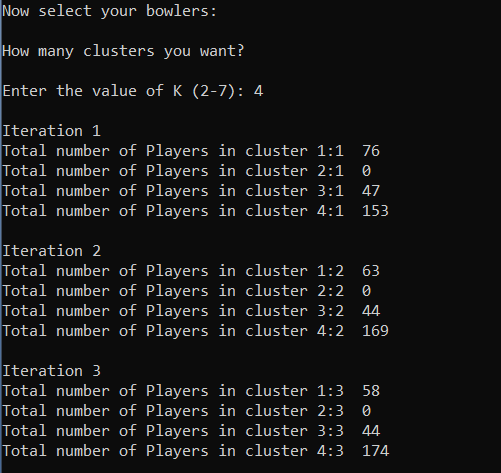 Now select your bowlers:
How many clusters you want?
Enter the value of K (2-7): 4
Iteration 1
Total number of Players in cluster 1:1  76
Total number of Players in cluster 2:1  0
Total number of Players in cluster 3:1  47
Total number of Players in cluster 4:1  153
Iteration 2
Total number of Players in cluster 1:2  63
Total number of Players in cluster 2:2  0
Total number of Players in cluster 3:2  44
Total number of Players in cluster 4:2  169
Iteration 3
Total number of Players in cluster 1:3  58
Total number of Players in cluster 2:3  0
Total number of Players in cluster 3:3  44
Total number of Players in cluster 4:3  174